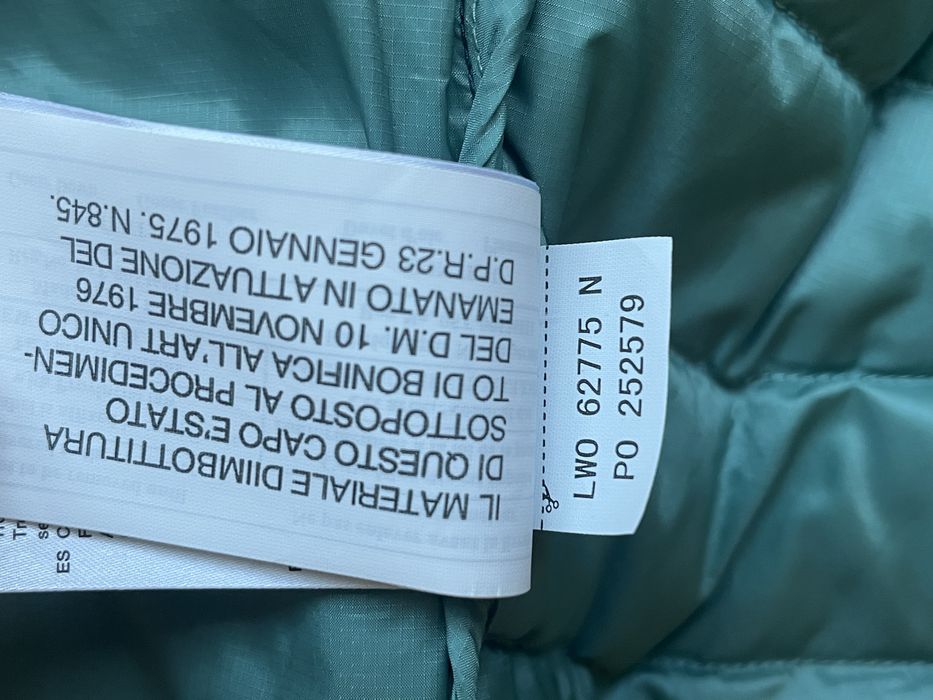 IL MATERIALE DIIMBOTTITURA
DI QUESTO CAPO E'STATO
SOTTOPOSTO AL PROCEDIMEN-
TO DI BONIFICA ALL'ART UNICO
DEL D.M. 10 NOVEMBRE 1976
EMANATO IN ATTUAZIONE DEL
D.P.R.23 GENNAIO 1975. N.845.
LWO 62775 N
PO 252579
ES